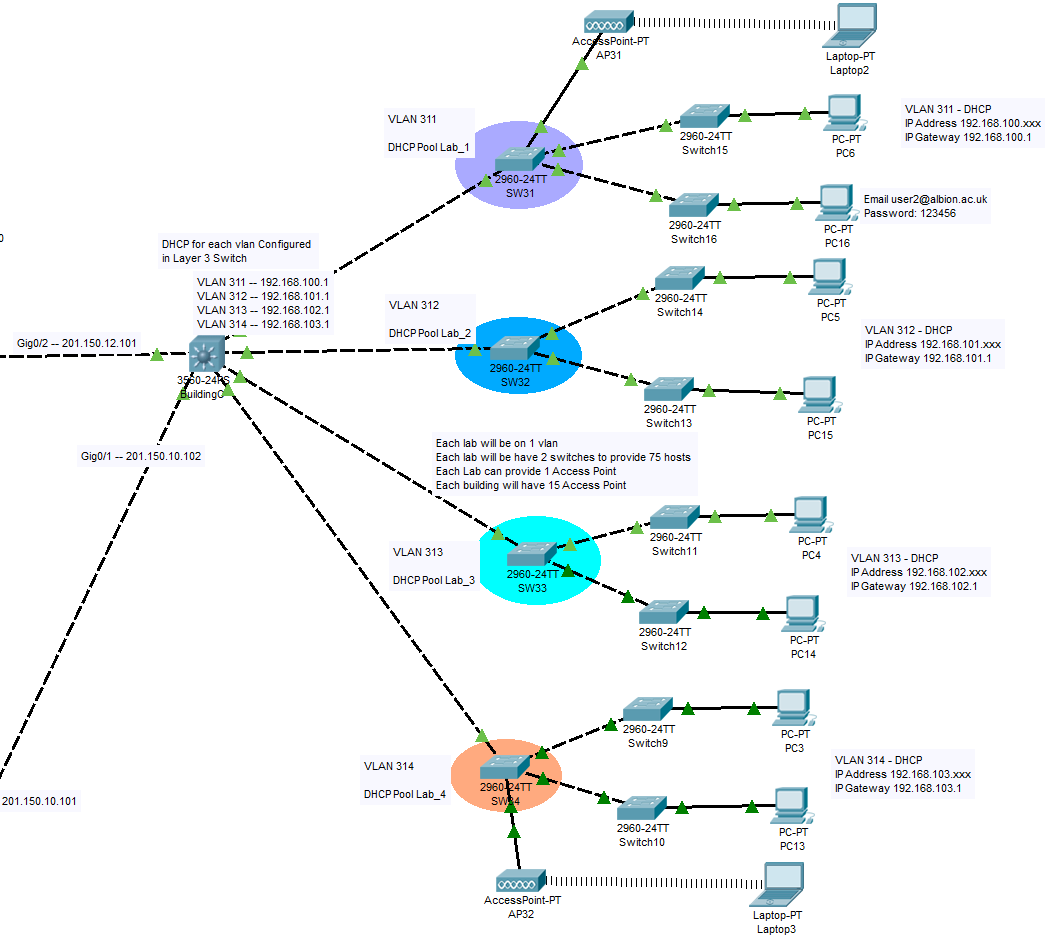 AccessPoint-PT
AP31
Laptop-PT
Laptop2
VLAN 311
DHCP Pool Lab_1
2960-24TT
SW31
2960-24TT
Switch15
PC-PT
PC6
VLAN 311 - DHCP
IP Address 192.168.100.xxx
IP Gateway 192.168.100.1
2960-24TT
Switch16
PC-PT
PC16
Email user2@albion.ac.uk
Password: 123456
0
DHCP for each vlan Configured
in Layer 3 Switch
VLAN 311 -- 192.168.100.1
VLAN 312 -- 192.168.101.1
VLAN 313 -- 192.168.102.1
VLAN 314 -- 192.168.103.1
Gig0/2 -- 201.150.12.101
3560-24PS
BuildingC
Gig0/1 -- 201.150.10.102
VLAN 312
DHCP Pool Lab_2
2960-24TT
SW32
2960-24TT
Switch14
PC-PT
PC5
VLAN 312 - DHCP
IP Address 192.168.101.xxx
IP Gateway 192.168.101.1
2960-24TT
Switch13
PC-PT
PC15
Each lab will be on 1 vlan
Each lab will be have 2 switches to provide 75 hosts
Each Lab can provide 1 Access Point
Each building will have 15 Access Point
VLAN 313
DHCP Pool Lab_3
2960-24TT
SW33
2960-24TT
Switch11
PC-PT
PC4
VLAN 313 - DHCP
IP Address 192.168.102.xxx
IP Gateway 192.168.102.1
2960-24TT
Switch12
PC-PT
PC14
VLAN 314
DHCP Pool Lab_4
2960-24TT
SW34
2960-24TT
Switch9
PC-PT
PC3
VLAN 314 - DHCP
IP Address 192.168.103.xxx
IP Gateway 192.168.103.1
2960-24TT
Switch10
PC-PT
PC13
201.150.10.101
AccessPoint-PT
AP32
Laptop-PT
Laptop3